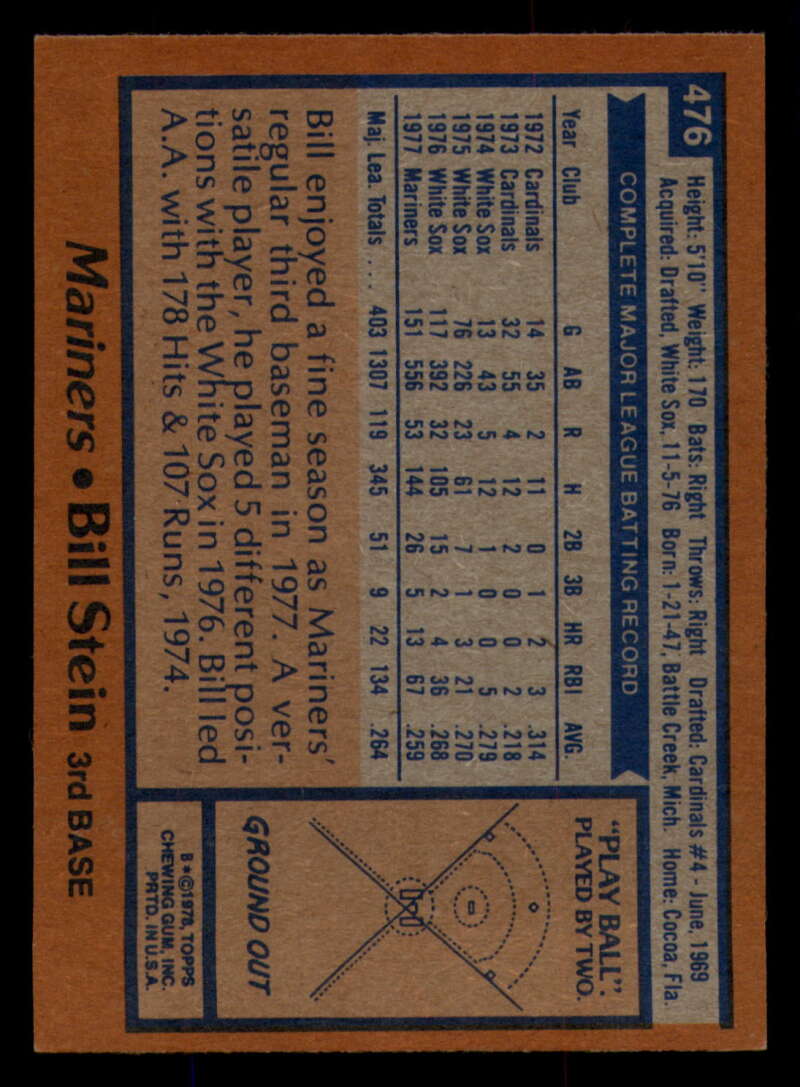 476
Height: 5'10" Weight: 170 Bats: Right Throws: Right Drafted: Cardinals #4 - June, 1969
Acquired: Drafted, White Sox, 11-5-76 Born: 1-21-47, Battle Creek, Mich. Home: Cocoa, Fla.
COMPLETE MAJOR LEAGUE BATTING RECORD
Year Club G AB R H 2B 3B HR RBI AVG.
1972 Cardinals 14 35 2 11 0 1 2 3 .314
1973 Cardinals 32 55 4 12 2 0 0 2 .218
1974 White Sox 13 43 5 12 1 0 0 5 .279
1975 White Sox 76 226 23 61 7 1 3 21 .270
1976 White Sox 117 392 32 105 15 2 4 36 .268
1977 Mariners 151 556 53 144 26 5 13 67 .259
Maj. Lea. Totals ... 403 1307 119 345 51 9 22 134 .264
Bill enjoyed a fine season as Mariners'
regular third baseman in 1977. A ver-
satile player, he played 5 different posi-
tions with the White Sox in 1976. Bill led
A.A. with 178 Hits & 107 Runs, 1974.
"PLAY BALL".
PLAYED BY TWO.
GROUND OUT
B*©1978, TOPPS
CHEWING GUM, INC.
PRTD. IN U.S.A.
Mariners • Bill Stein 3rd BASE